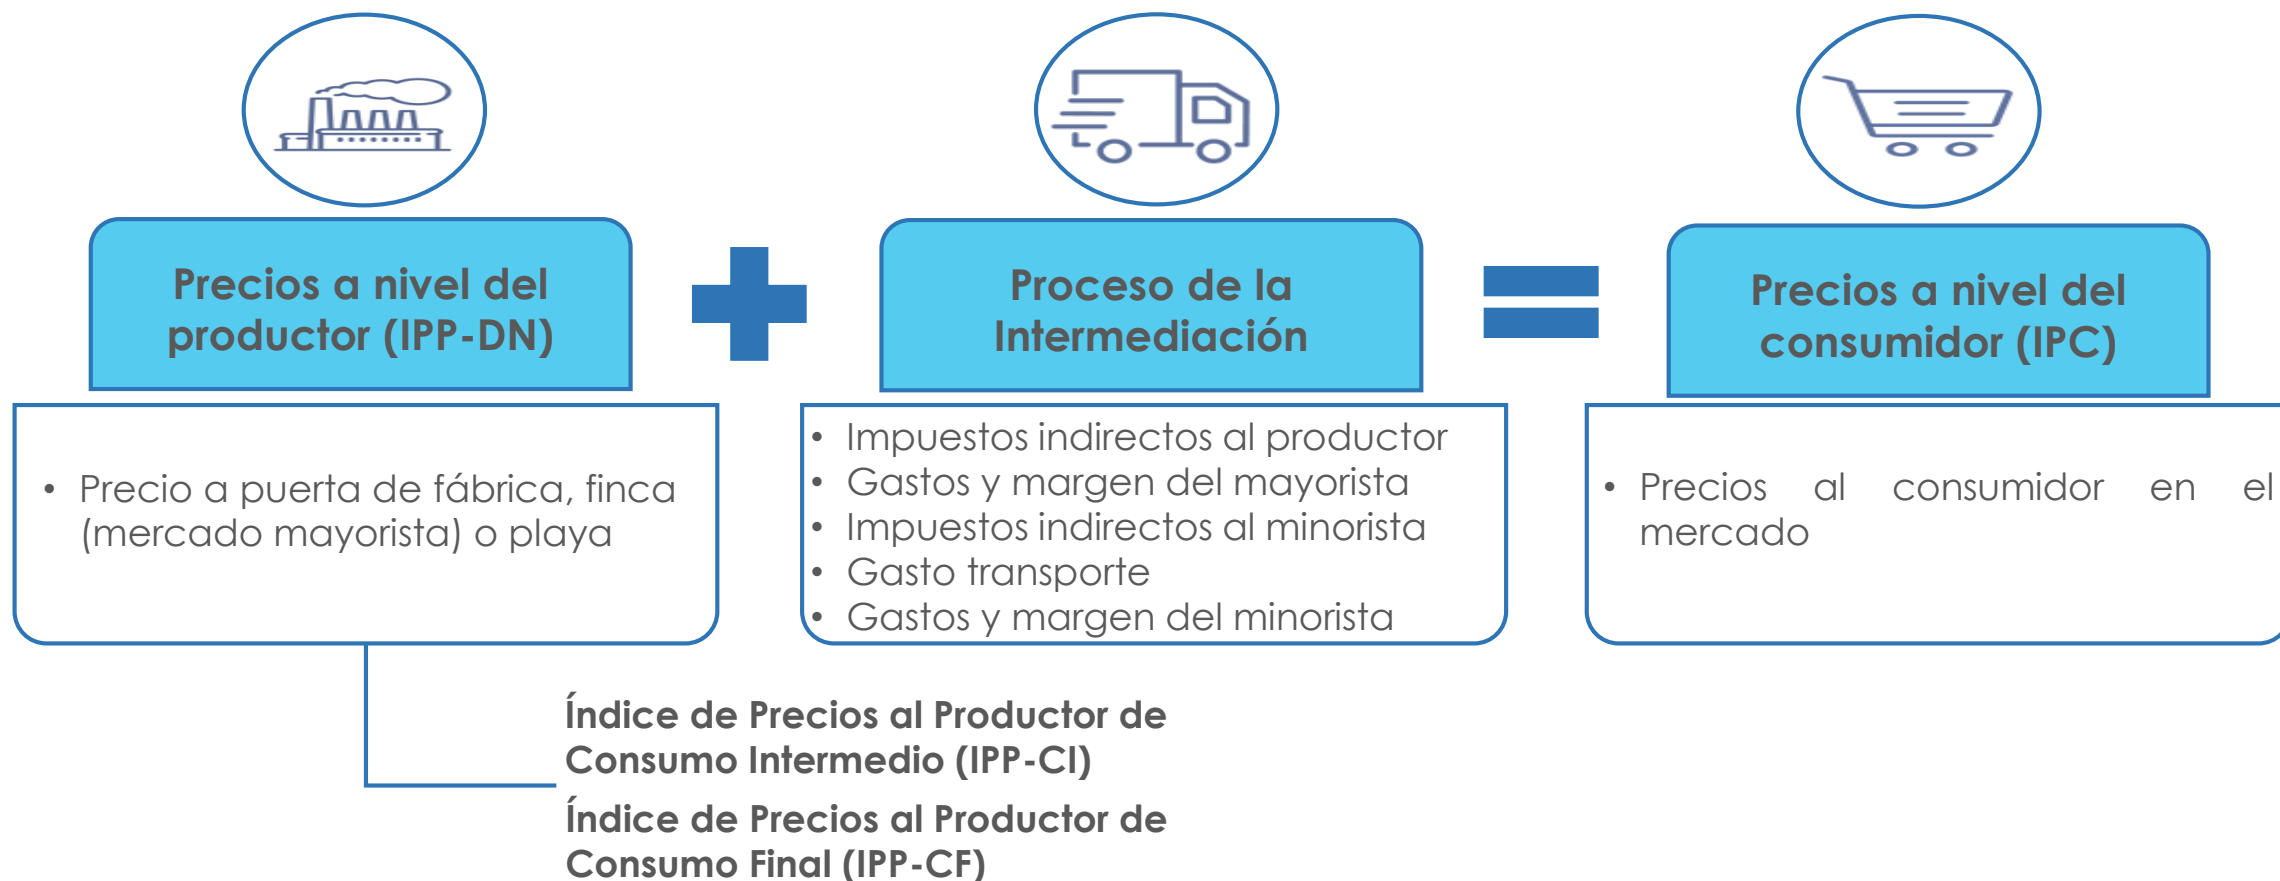 Precios a nivel del
productor (IPP-DN)
Proceso de la
Intermediación
Precios a nivel del
consumidor (IPC)
• Precio a puerta de fábrica, finca
(mercado mayorista) o playa
• Impuestos indirectos al productor
• Gastos y margen del mayorista
• Impuestos indirectos al minorista
• Gasto transporte
• Gastos y margen del minorista
• Precios al consumidor en el
mercado
Índice de Precios al Productor de
Consumo Intermedio (IPP-CI)
Índice de Precios al Productor de
Consumo Final (IPP-CF)